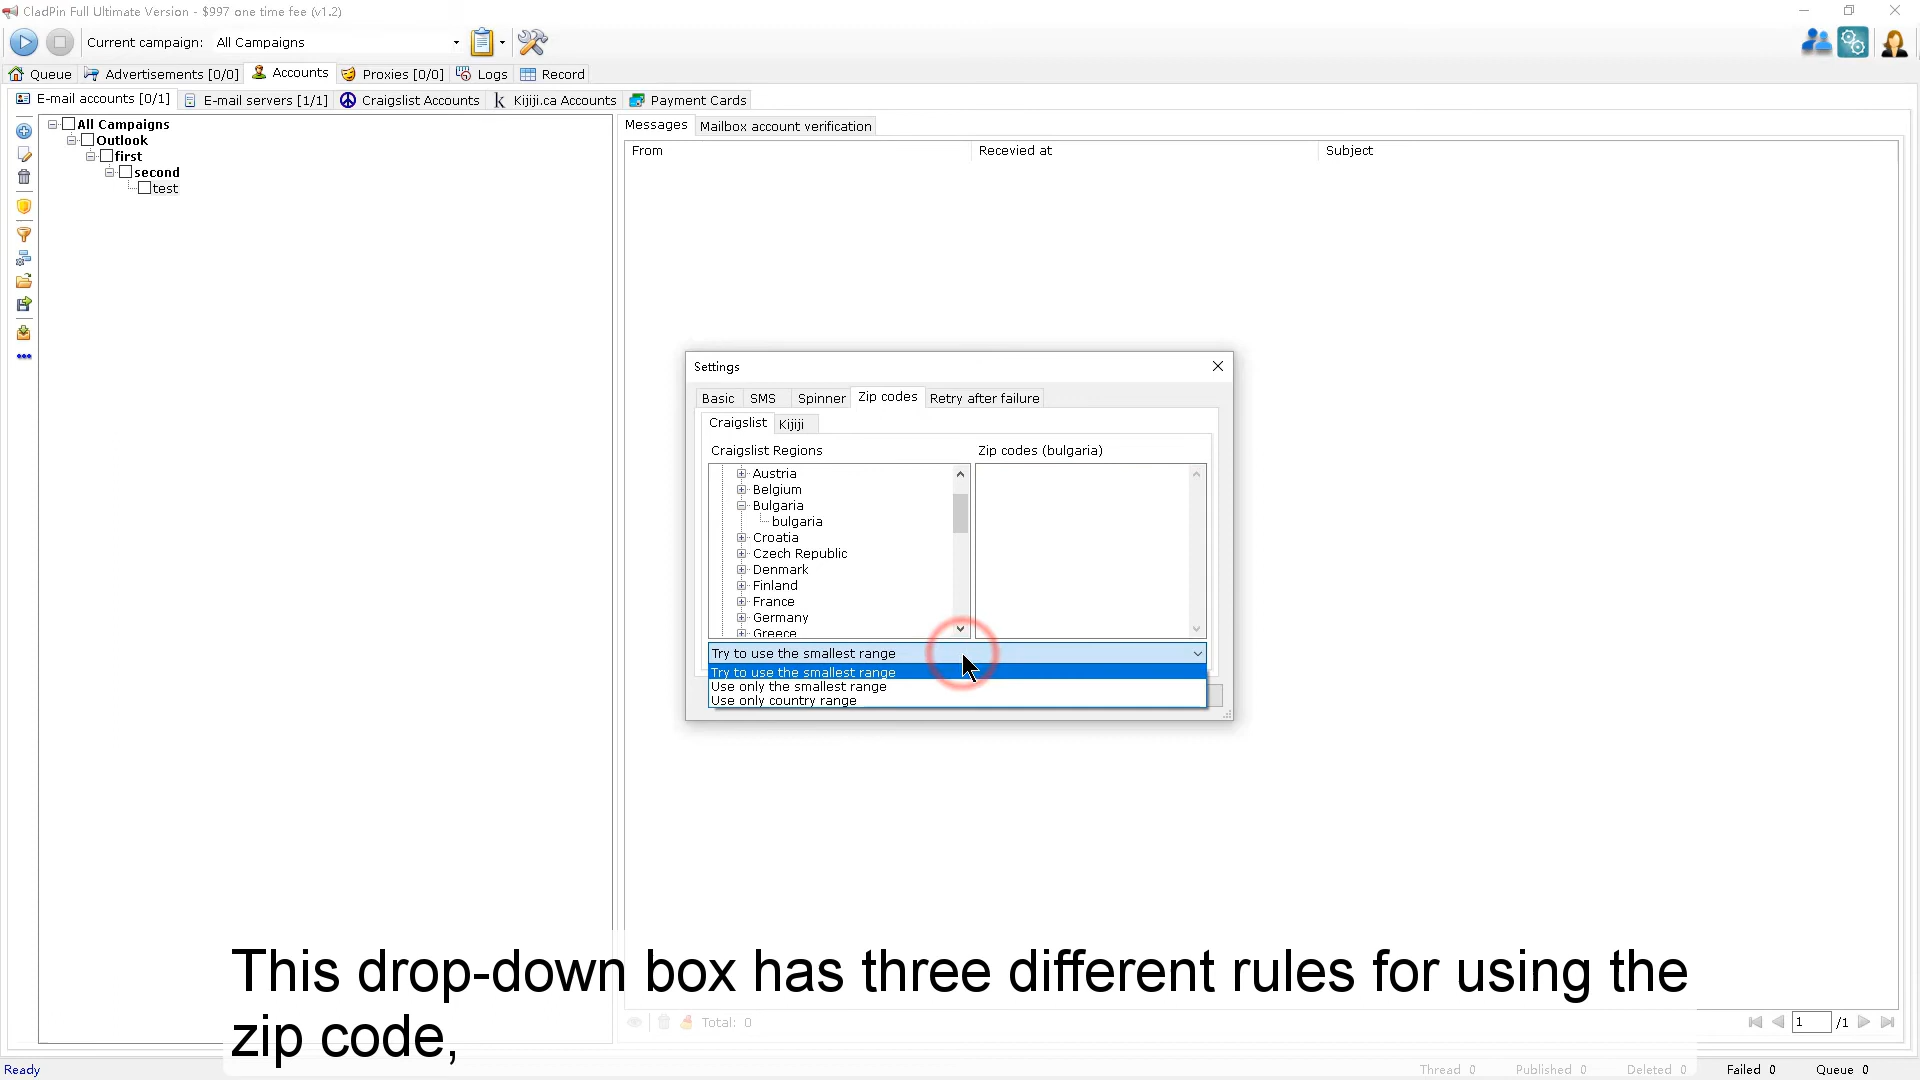 CladPin Full Ultimate Version - $997 one time fee (v1.2)
Current campaign: All Campaigns
Queue Advertisements [0/0] Accounts Proxies [0/0] Logs Record
E-mail accounts [0/1] E-mail servers [1/1] Craigslist Accounts Kijiji.ca Accounts Payment Cards
All Campaigns
Outlook
first
second
test
Messages Mailbox account verification
From Recevied at Subject
Settings
Basic SMS Spinner Zip codes Retry after failure
Craigslist Kijiji
Craigslist Regions Zip codes (bulgaria)
Austria
Belgium
Bulgaria
bulgaria
Croatia
Czech Republic
Denmark
Finland
France
Germany
Greece
Try to use the smallest range
Try to use the smallest range
Use only the smallest range
Use only country range
This drop-down box has three different rules for using the
zip code,
Total: 0
1 /1
Ready Thread 0 Published 0 Deleted 0 Failed 0 Queue 0